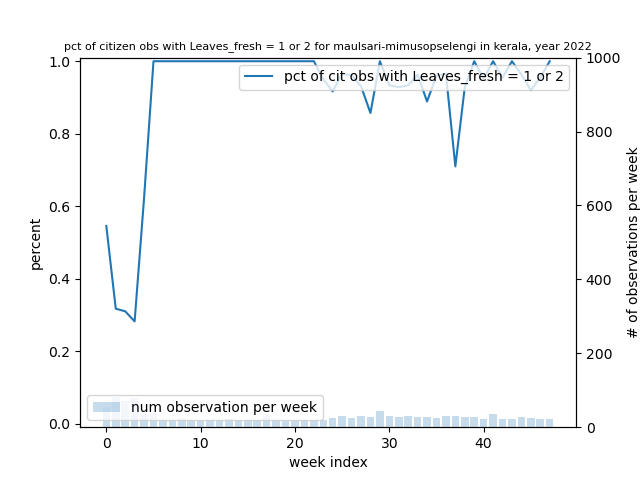 pct of citizen obs with Leaves_fresh = 1 or 2 for maulsari-mimusopselengi in kerala, year 2022
pct of cit obs with Leaves_fresh = 1 or 2
num observation per week
percent
1.0
0.8
0.6
0.4
0.2
0.0
1000
800
600
400
200
0
# of observations per week
0 10 20 30 40
week index